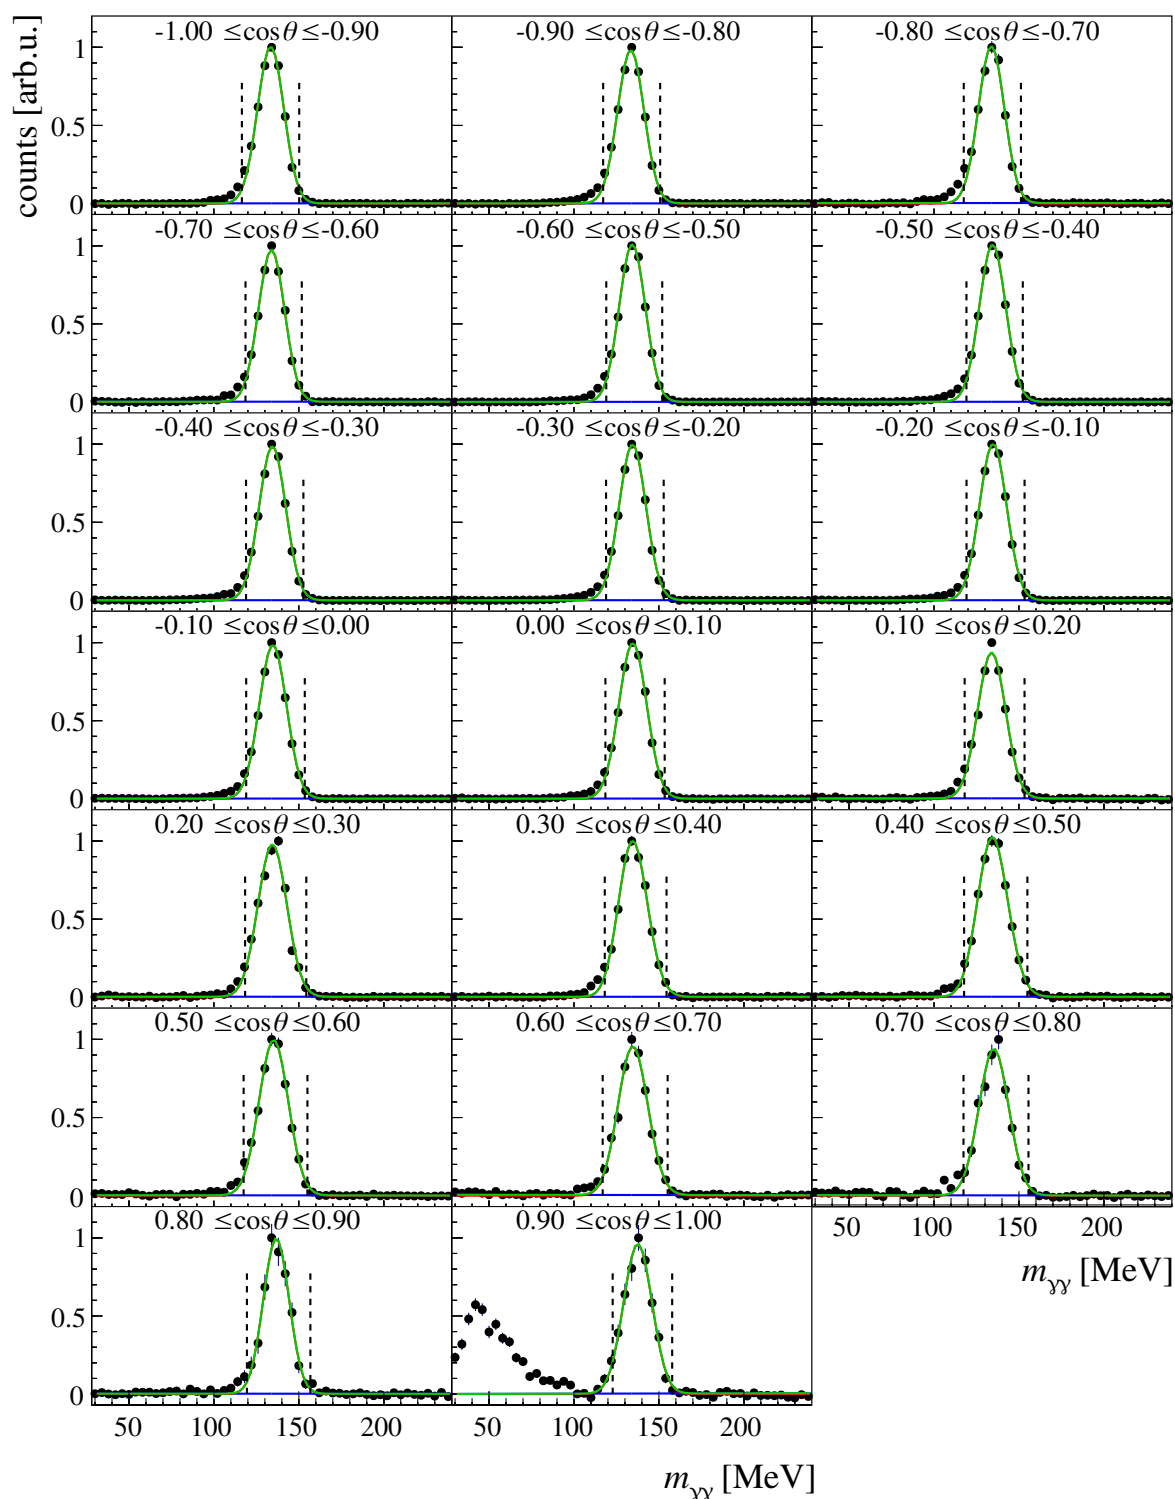 counts [arb.u.]
-1.00 ≤cosθ≤-0.90
-0.90 ≤cosθ≤-0.80
-0.80 ≤cosθ≤-0.70
1
0.5
0
-0.70 ≤cosθ≤-0.60
-0.60 ≤cosθ≤-0.50
-0.50 ≤cosθ≤-0.40
1
0.5
0
-0.40 ≤cosθ≤-0.30
-0.30 ≤cosθ≤-0.20
-0.20 ≤cosθ≤-0.10
1
0.5
0
-0.10 ≤cosθ≤0.00
0.00 ≤cosθ≤0.10
0.10 ≤cosθ≤0.20
1
0.5
0
0.20 ≤cosθ≤0.30
0.30 ≤cosθ≤0.40
0.40 ≤cosθ≤0.50
1
0.5
0
0.50 ≤cosθ≤0.60
0.60 ≤cosθ≤0.70
0.70 ≤cosθ≤0.80
1
0.5
0
50 100 150 200
m_γγ [MeV]
0.80 ≤cosθ≤0.90
0.90 ≤cosθ≤1.00
1
0.5
0
50 100 150 200
50 100 150 200
m_γγ [MeV]